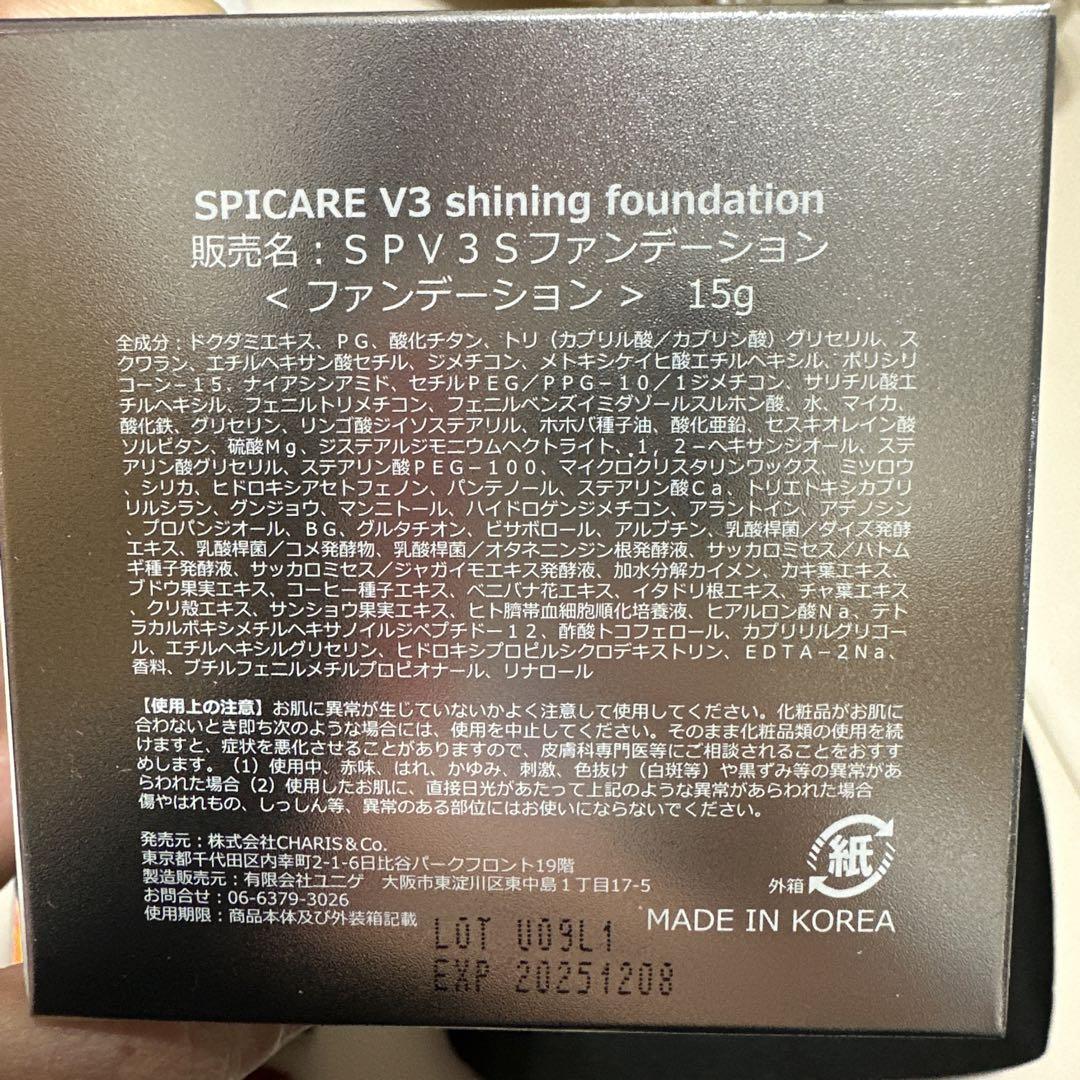 SPICARE V3 shining foundation
販売名：ＳＰＶ３Ｓファンデーション
< ファンデーション >　15g
全成分：ドクダミエキス、ＰＧ、酸化チタン、トリ（カプリル酸／カプリン酸）グリセリル、ス
クワラン、エチルヘキサン酸セチル、ジメチコン、メトキシケイヒ酸エチルヘキシル、ポリシリ
コーン－１５、ナイアシンアミド、セチルＰＥＧ／ＰＰＧ－１０／１ジメチコン、サリチル酸エ
チルヘキシル、フェニルトリメチコン、フェニルベンズイミダゾールスルホン酸、水、マイカ、
酸化鉄、グリセリン、リンゴ酸ジイソステアリル、ホホバ種子油、酸化亜鉛、セスキオレイン酸
ソルビタン、硫酸Ｍｇ、ジステアルジモニウムヘクトライト、１，２－ヘキサンジオール、ステ
アリン酸グリセリル、ステアリン酸ＰＥＧ－１００、マイクロクリスタリンワックス、ミツロウ
、シリカ、ヒドロキシアセトフェノン、パンテノール、ステアリン酸Ｃａ、トリエトキシカプリ
リルシラン、グンジョウ、マンニトール、ハイドロゲンジメチコン、アラントイン、アデノシン
、プロパンジオール、ＢＧ、グルタチオン、ビサボロール、アルブチン、乳酸桿菌／ダイズ発酵
エキス、乳酸桿菌／コメ発酵物、乳酸桿菌／オタネニンジン根発酵液、サッカロミセス／ハトム
ギ種子発酵液、サッカロミセス／ジャガイモエキス発酵液、加水分解カイメン、カキ葉エキス、
ブドウ果実エキス、コーヒー種子エキス、ベニバナ花エキス、イタドリ根エキス、チャ葉エキス
、クリ殻エキス、サンショウ果実エキス、ヒト臍帯血細胞順化培養液、ヒアルロン酸Ｎａ、テト
ラカルボキシメチルヘキサノイルジペプチド－１２、酢酸トコフェロール、カプリリルグリコー
ル、エチルヘキシルグリセリン、ヒドロキシプロピルシクロデキストリン、ＥＤＴＡ－２Ｎａ、
香料、ブチルフェニルメチルプロピオナール、リナロール
【使用上の注意】お肌に異常が生じていないかよく注意して使用してください。化粧品がお肌に
合わないとき即ち次のような場合には、使用を中止してください。そのまま化粧品類の使用を続
けますと、症状を悪化させることがありますので、皮膚科専門医等にご相談されることをおすす
めします。（1）使用中、赤味、はれ、かゆみ、刺激、色抜け（白斑等）や黒ずみ等の異常があ
らわれた場合（2）使用したお肌に、直接日光があたって上記のような異常があらわれた場合
傷やはれもの、しっしん等、異常のある部位にはお使いにならないでください。
発売元：株式会社CHARIS＆Co.
東京都千代田区内幸町2-1-6日比谷パークフロント19階
製造販売元：有限会社ユニゲ　大阪市東淀川区東中島１丁目17-5
お問合せ：06-6379-3026
使用期限：商品本体及び外装箱記載
外箱
紙
MADE IN KOREA
LOT U09L1
EXP 20251208